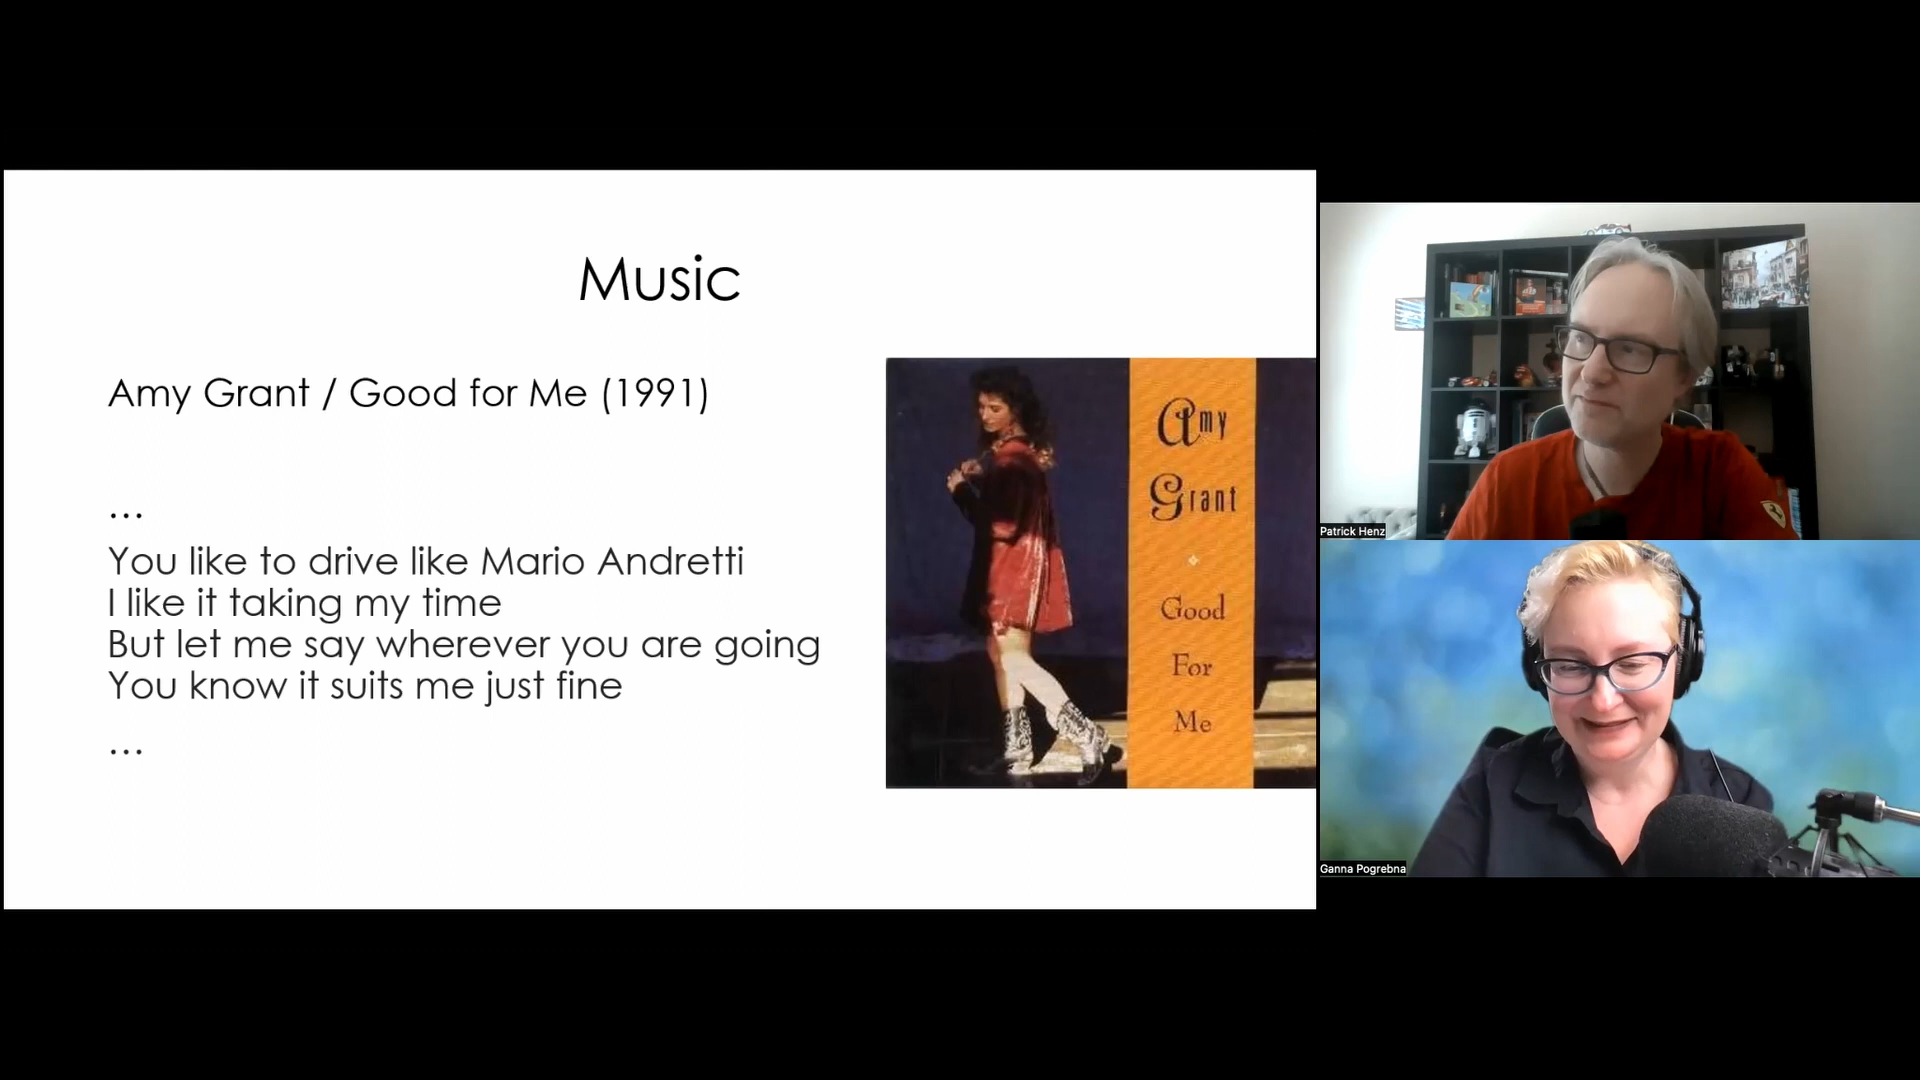 Music
Amy Grant / Good for Me (1991)
...
You like to drive like Mario Andretti
I like it taking my time
But let me say wherever you are going
You know it suits me just fine
...
Amy
Grant
Good
For
Me
Patrick Henz
Ganna Pogrebna